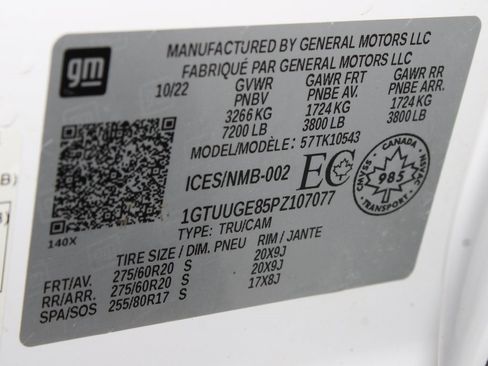 gm
MANUFACTURED BY GENERAL MOTORS LLC
FABRIQUÉ PAR GENERAL MOTORS LLC
10/22 GVWR GAWR FRT GAWR RR
PNBV PNBE AV. PNBE ARR.
3266 KG 1724 KG 1724 KG
7200 LB 3800 LB 3800 LB
MODEL/MODÈLE: 57TK10543
ICES/NMB-002 EC
CANADA
985
TRANSPORT
1GTUUGE85PZ107077
140X
TYPE: TRU/CAM
TIRE SIZE / DIM. PNEU RIM / JANTE
FRT/AV. 275/60R20 S 20X9J
RR/ARR. 275/60R20 S 20X9J
SPA/SOS 255/80R17 S 17X8J
B)